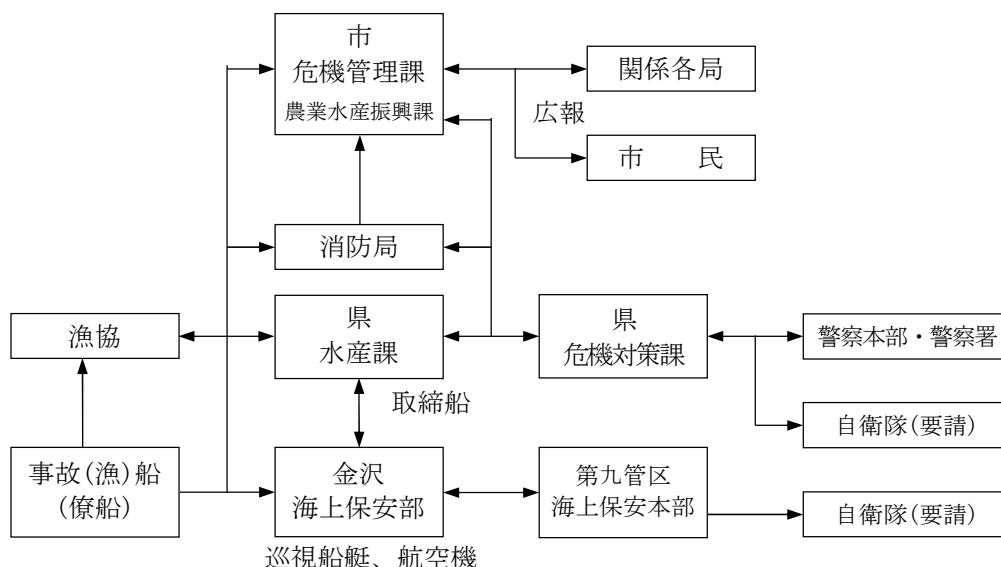 市
危機管理課
農業水産振興課
関係各局
広報
市　　民
消防局
漁協
県
水産課
県
危機対策課
警察本部・警察署
取締船
自衛隊(要請)
事故(漁)船
(僚船)
金沢
海上保安部
第九管区
海上保安本部
自衛隊(要請)
巡視船艇、航空機